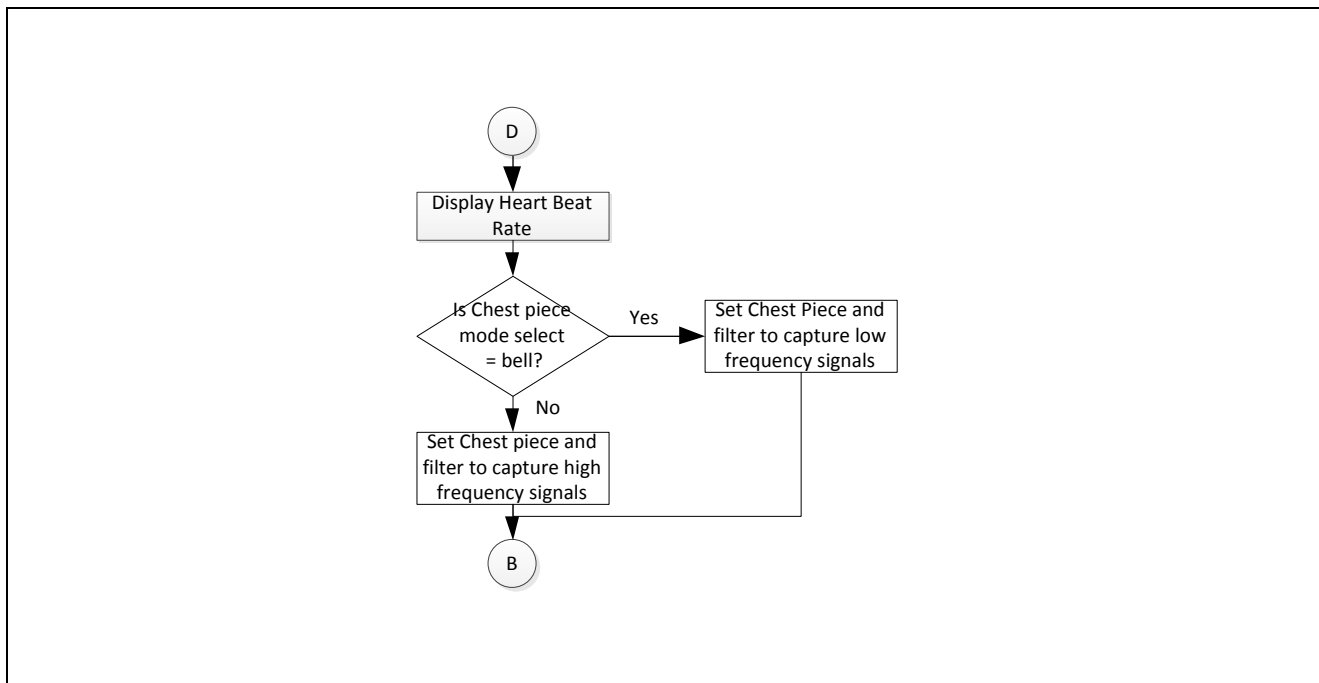 D
Display Heart Beat
Rate
Is Chest piece
mode select
= bell?
Yes
Set Chest Piece and
filter to capture low
frequency signals
No
Set Chest piece and
filter to capture high
frequency signals
B